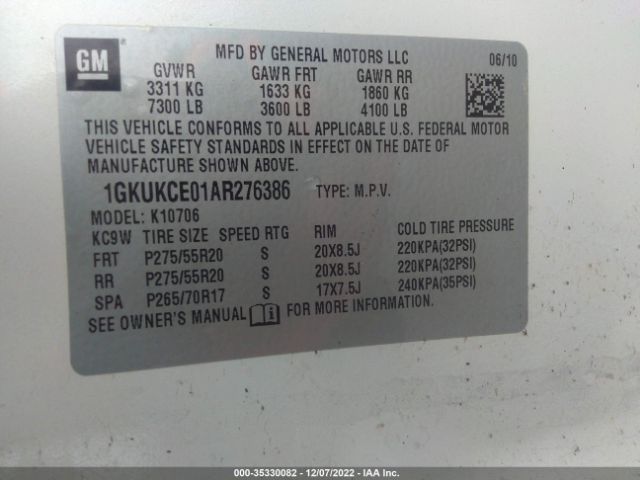 GM
MFD BY GENERAL MOTORS LLC 06/10
GVWR GAWR FRT GAWR RR
3311 KG 1633 KG 1860 KG
7300 LB 3600 LB 4100 LB
THIS VEHICLE CONFORMS TO ALL APPLICABLE U.S. FEDERAL MOTOR
VEHICLE SAFETY STANDARDS IN EFFECT ON THE DATE OF
MANUFACTURE SHOWN ABOVE.
1GKUKCE01AR276386 TYPE: M.P.V.
MODEL: K10706
KC9W TIRE SIZE SPEED RTG RIM COLD TIRE PRESSURE
FRT P275/55R20 S 20X8.5J 220KPA(32PSI)
RR P275/55R20 S 20X8.5J 220KPA(32PSI)
SPA P265/70R17 S 17X7.5J 240KPA(35PSI)
SEE OWNER'S MANUAL i FOR MORE INFORMATION.
000-35330082 - 12/07/2022 - IAA Inc.